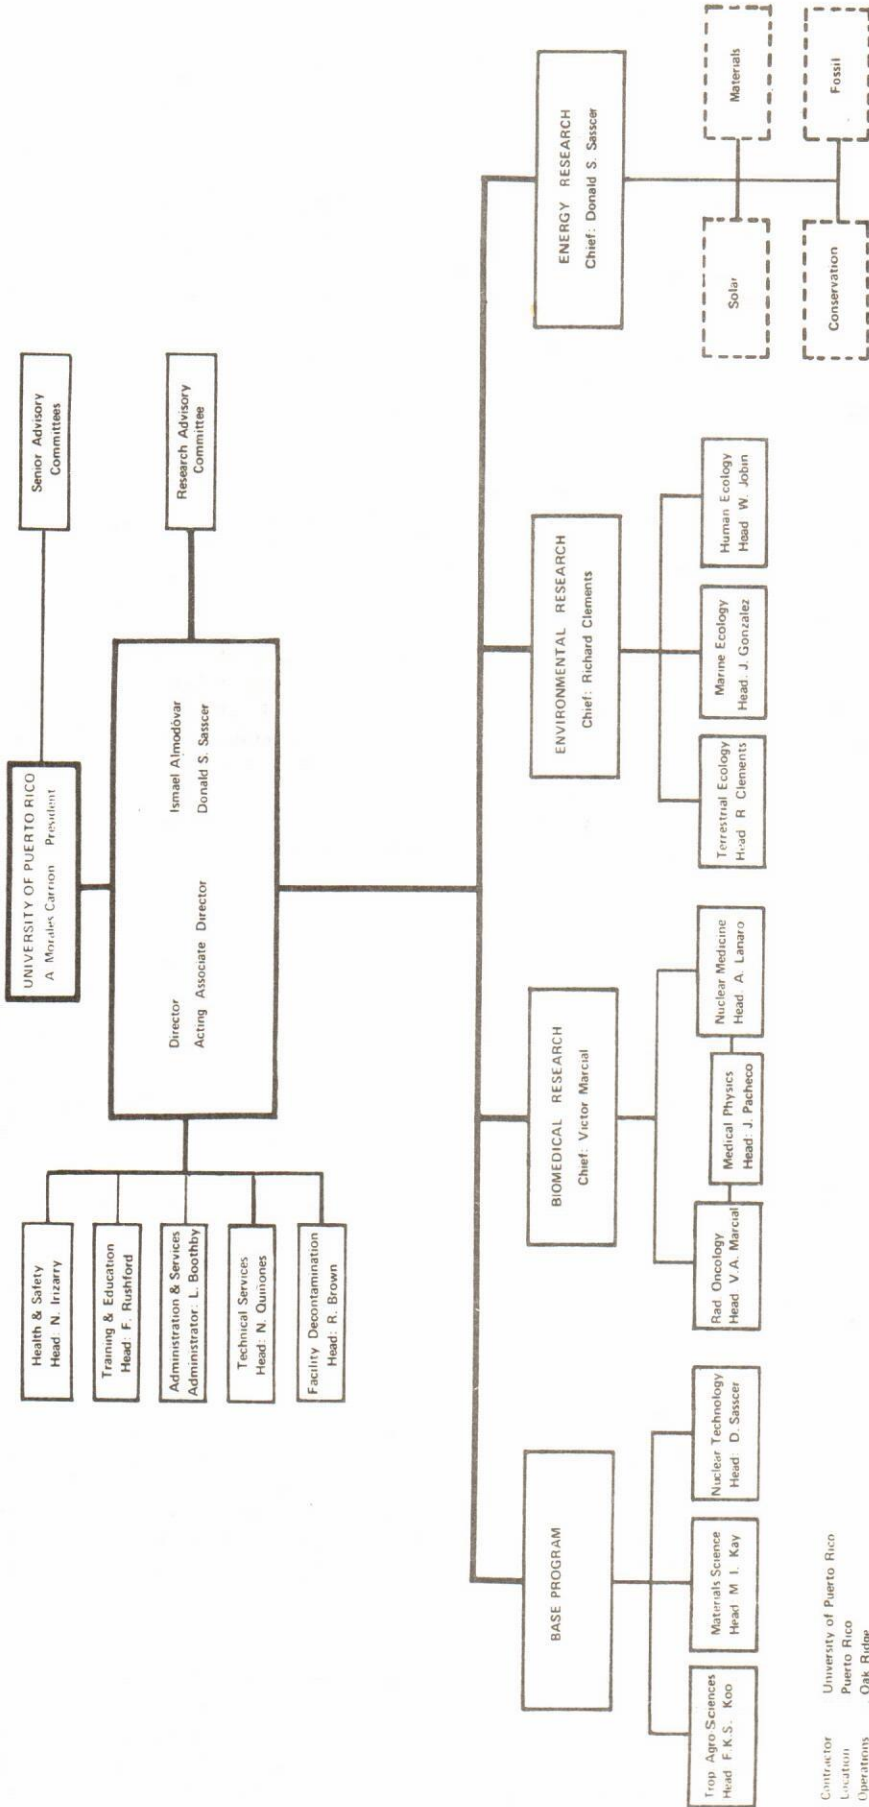 UNIVERSITY OF PUERTO RICO
A Morales Carrion President
Senior Advisory
Committees
Director Ismael Almodóvar
Acting Associate Director Donald S. Sasscer
Research Advisory
Committee
Health & Safety
Head: N. Irizarry
Training & Education
Head: F. Rushford
Administration & Services
Administrator: L. Boothby
Technical Services
Head: N. Quinones
Facility Decontamination
Head: R. Brown
BASE PROGRAM
BIOMEDICAL RESEARCH
Chief: Victor Marcial
ENVIRONMENTAL RESEARCH
Chief: Richard Clements
ENERGY RESEARCH
Chief: Donald S. Sasscer
Trop Agro Sciences
Head F.K.S. Koo
Materials Science
Head M I. Kay
Nuclear Technology
Head: D. Sasscer
Rad Oncology
Head V.A. Marcial
Medical Physics
Head: J. Pacheco
Nuclear Medicine
Head: A. Lanaro
Terrestrial Ecology
Head R Clements
Marine Ecology
Head. J. Gonzalez
Human Ecology
Head W. Jobin
Solar
Materials
Conservation
Fossil
Contractor University of Puerto Rico
Location Puerto Rico
Operations Oak Ridge